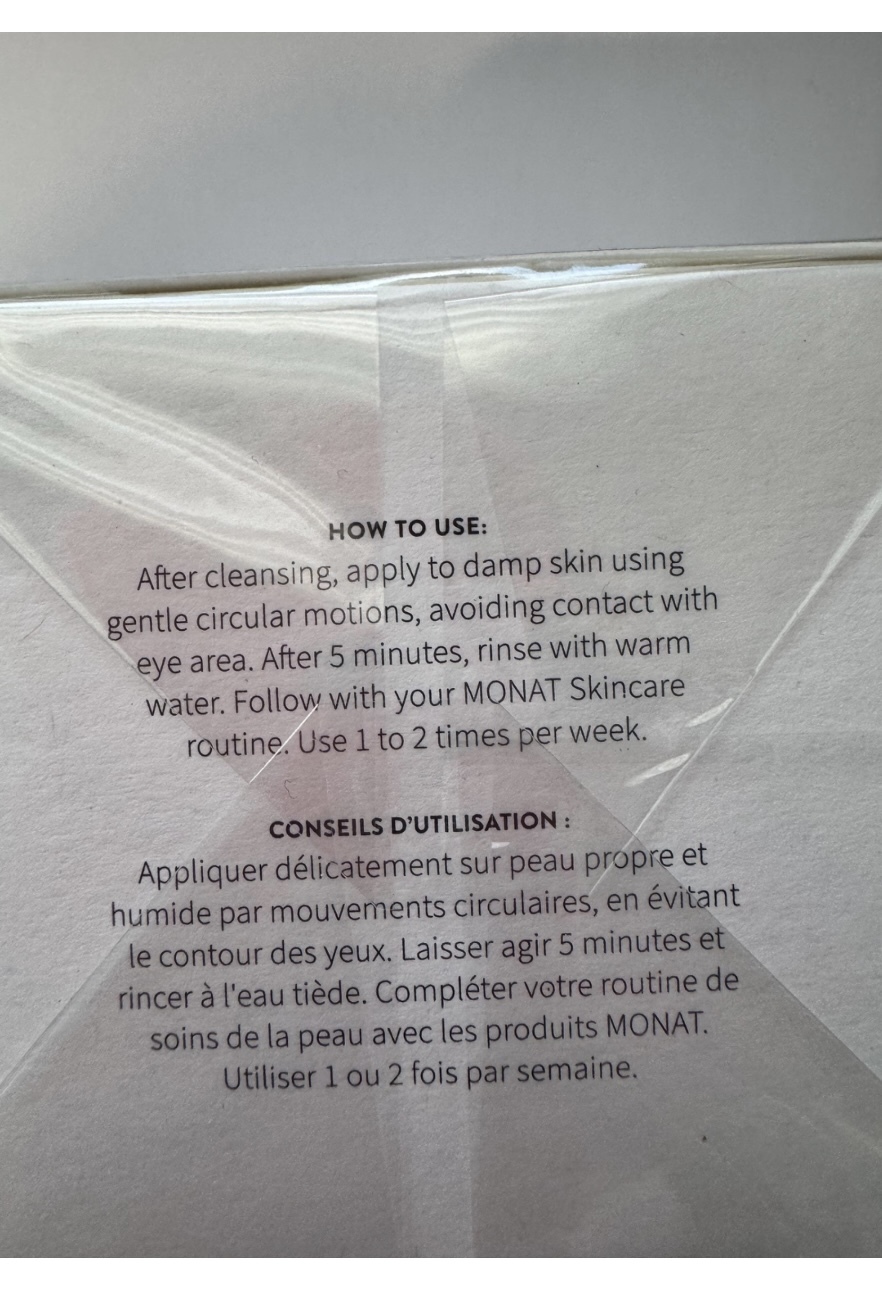 HOW TO USE:
After cleansing, apply to damp skin using
gentle circular motions, avoiding contact with
eye area. After 5 minutes, rinse with warm
water. Follow with your MONAT Skincare
routine. Use 1 to 2 times per week.
CONSEILS D'UTILISATION :
Appliquer délicatement sur peau propre et
humide par mouvements circulaires, en évitant
le contour des yeux. Laisser agir 5 minutes et
rincer à l'eau tiède. Compléter votre routine de
soins de la peau avec les produits MONAT.
Utiliser 1 ou 2 fois par semaine.